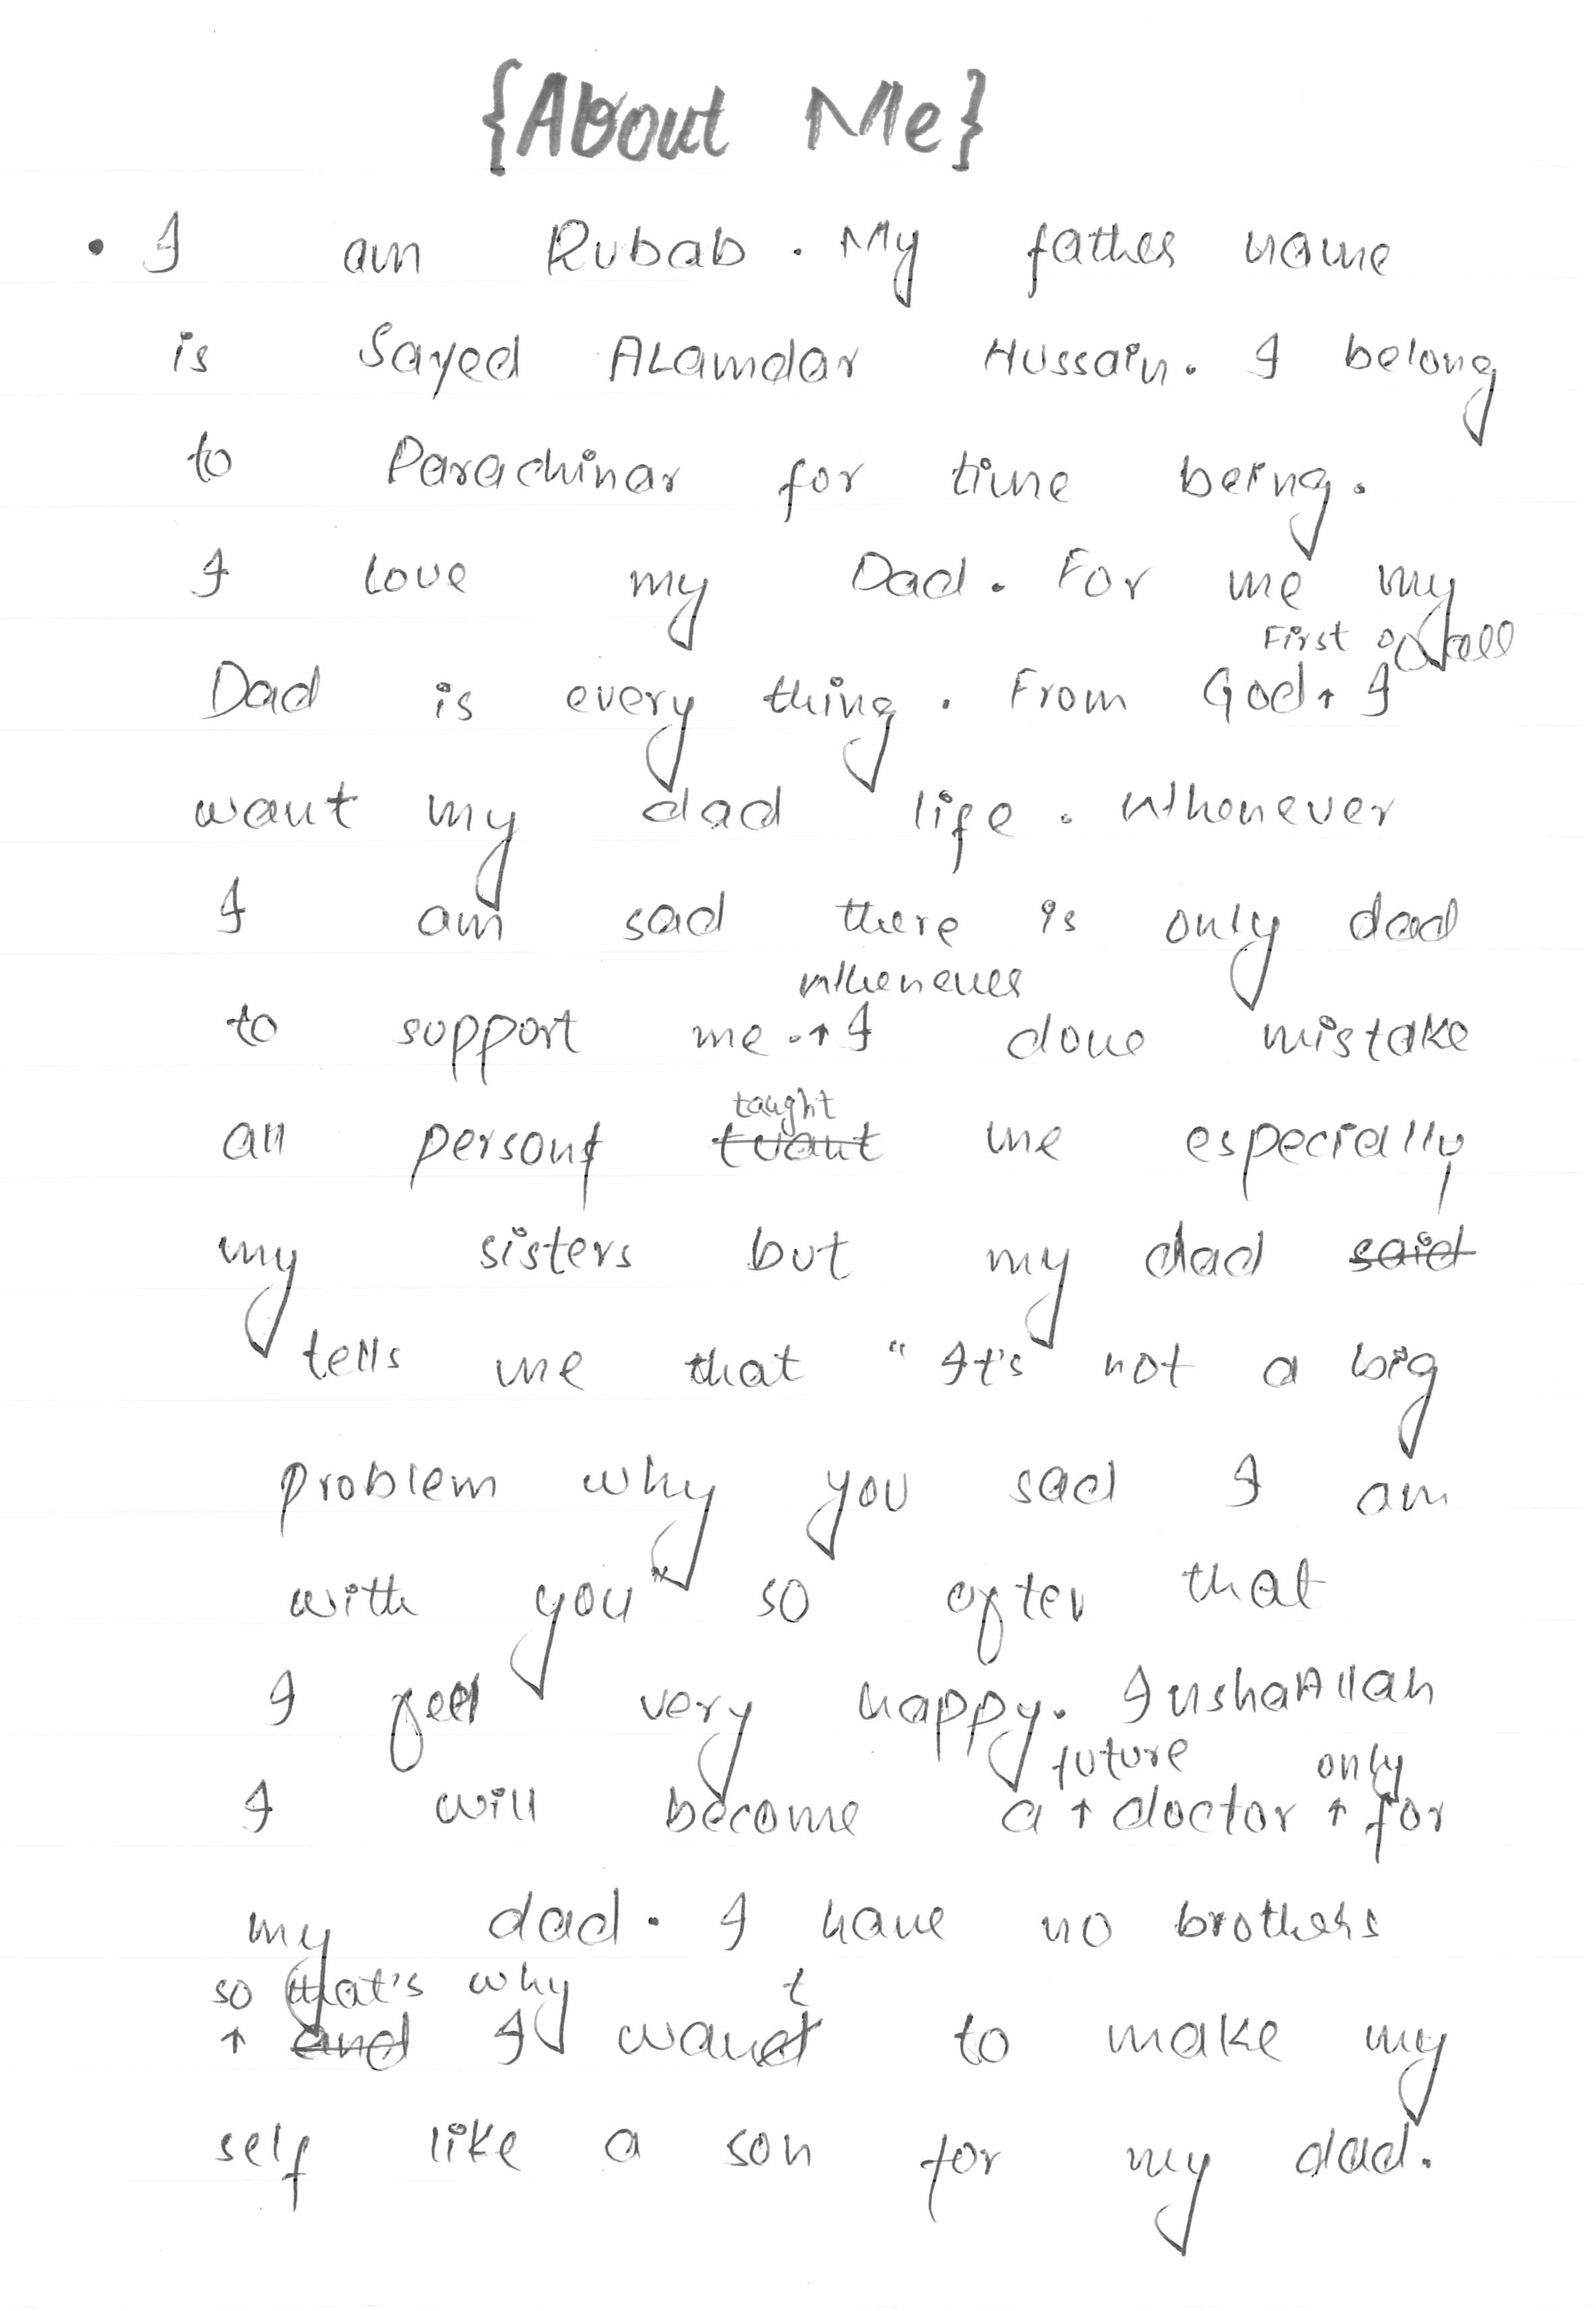 {About Me}
• I am Rubab. My father name
is Sayed ALamdar Hussain. I belong
to Parachinar for time being.
I love my Dad. For me my
First of all
Dad is every thing. From God↑ I
want my dad life. Whenever
I am sad there is only dad
whenever
to support me.↑ I done mistake
taught
all persons twant me especially
my sisters but my dad said
tells me that "It's not a big
problem why you sad I am
with you" so after that
I feel very happy. InshaAllah
future only
I will become a ↑ doctor ↑ for
my dad. I have no brothers
so that's why t
↑ and I want to make my
self like a son for my dad.